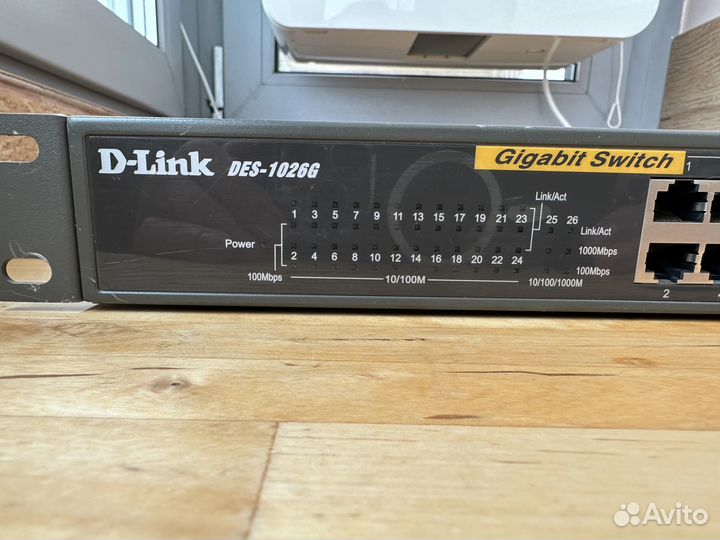 D-Link DES-1026G
Gigabit Switch
1
Link/Act
1 3 5 7 9 11 13 15 17 19 21 23 25 26
Link/Act
Power
1000Mbps
2 4 6 8 10 12 14 16 18 20 22 24
100Mbps
100Mbps
10/100M
10/100/1000M
2
Avito